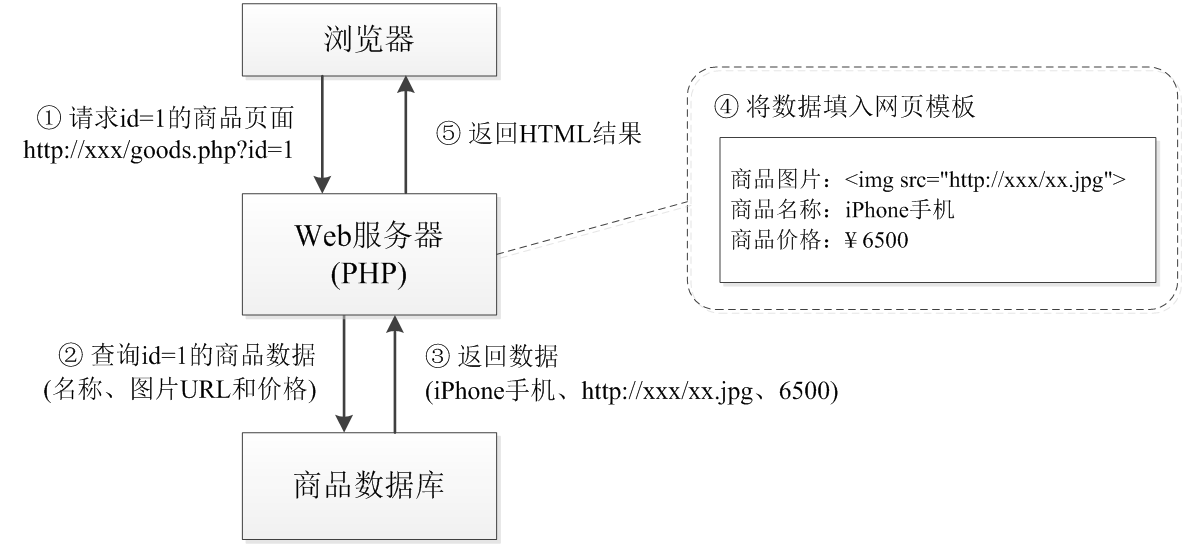 浏览器
① 请求id=1的商品页面
http://xxx/goods.php?id=1
⑤ 返回HTML结果
④ 将数据填入网页模板
商品图片：<img src="http://xxx/xx.jpg">
商品名称：iPhone手机
商品价格：¥ 6500
Web服务器
(PHP)
② 查询id=1的商品数据
(名称、图片URL和价格)
③ 返回数据
(iPhone手机、http://xxx/xx.jpg、6500)
商品数据库